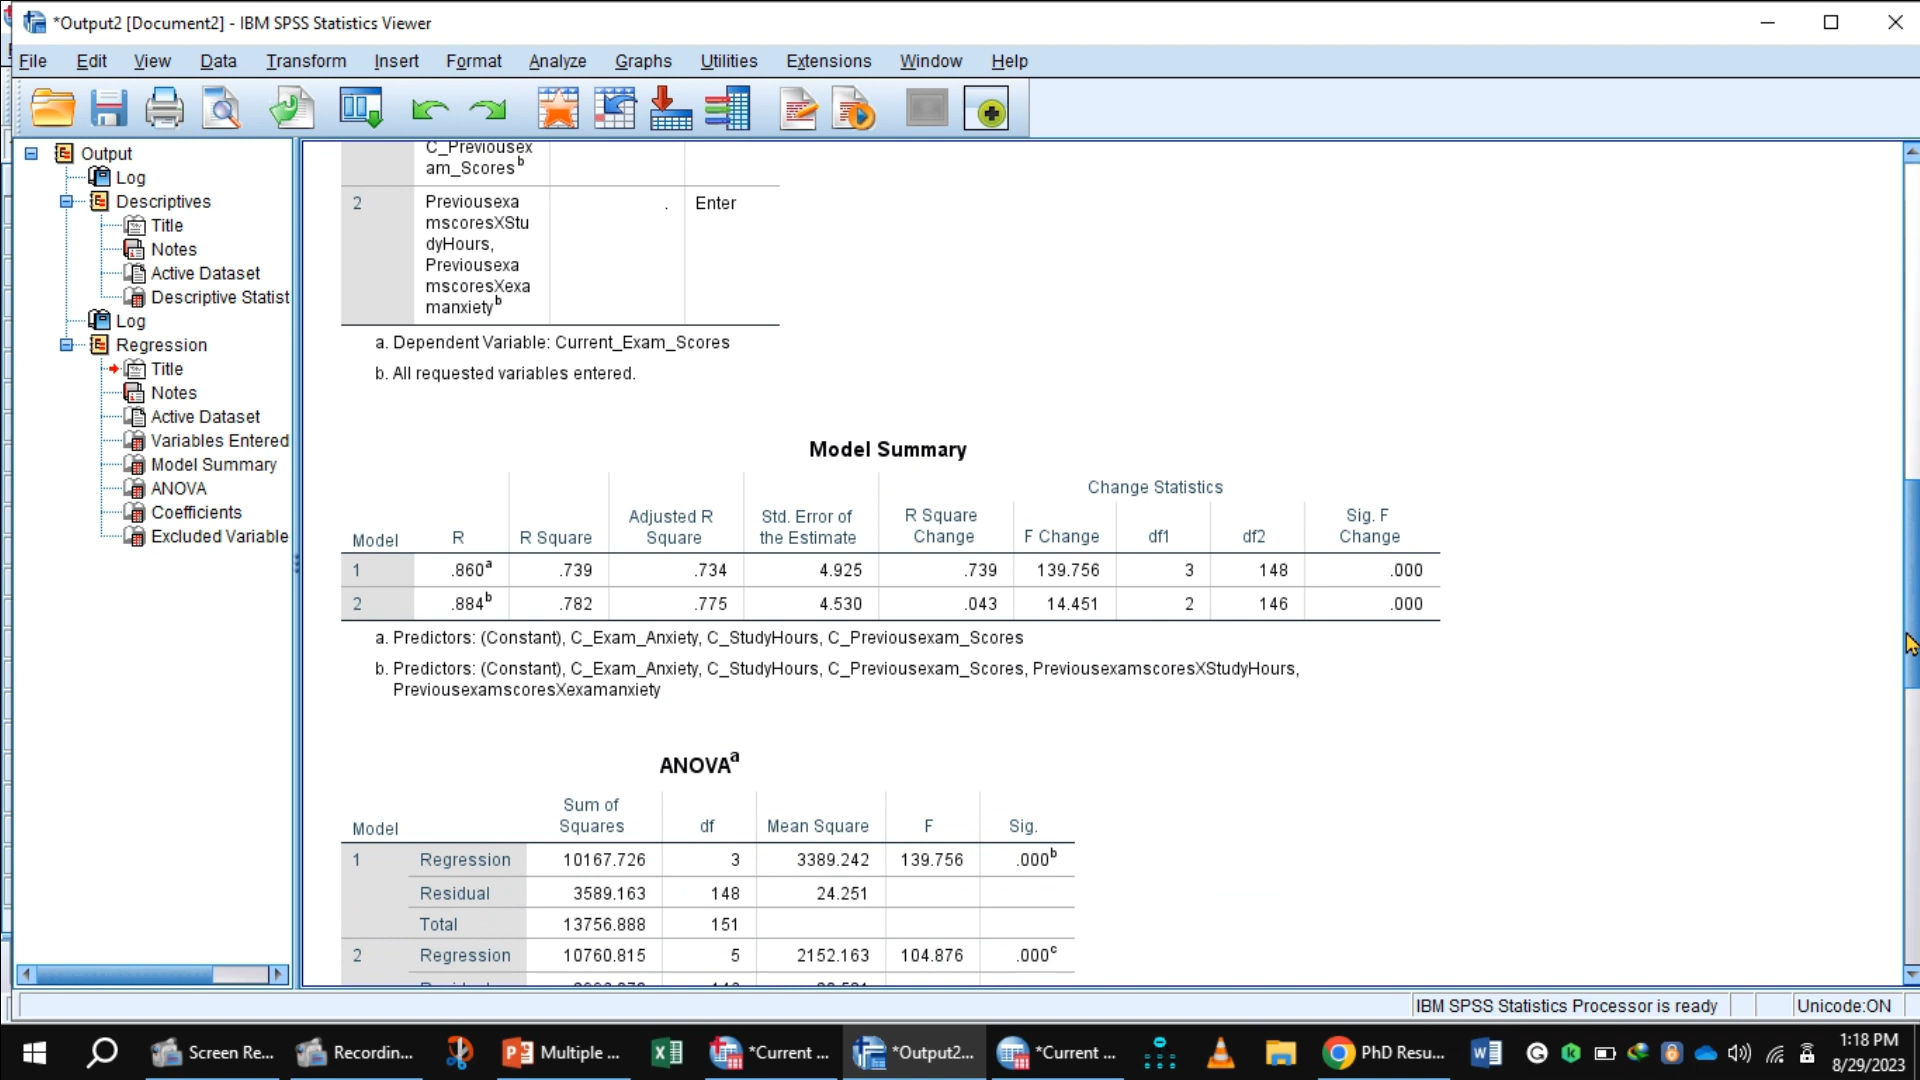 *Output2 [Document2] - IBM SPSS Statistics Viewer
File Edit View Data Transform Insert Format Analyze Graphs Utilities Extensions Window Help
Output
Log
Descriptives
Title
Notes
Active Dataset
Descriptive Statist
Log
Regression
Title
Notes
Active Dataset
Variables Entered
Model Summary
ANOVA
Coefficients
Excluded Variable
C_Previousex
am_Scores b
2 Previousexa . Enter
mscoresXStu
dyHours,
Previousexa
mscoresXexa
manxiety b
a. Dependent Variable: Current_Exam_Scores
b. All requested variables entered.
Model Summary
Change Statistics
Model R R Square Adjusted R Square Std. Error of the Estimate R Square Change F Change df1 df2 Sig. F Change
1 .860a .739 .734 4.925 .739 139.756 3 148 .000
2 .884b .782 .775 4.530 .043 14.451 2 146 .000
a. Predictors: (Constant), C_Exam_Anxiety, C_StudyHours, C_Previousexam_Scores
b. Predictors: (Constant), C_Exam_Anxiety, C_StudyHours, C_Previousexam_Scores, PreviousexamscoresXStudyHours,
PreviousexamscoresXexamanxiety
ANOVAa
Model Sum of Squares df Mean Square F Sig.
1 Regression 10167.726 3 3389.242 139.756 .000b
Residual 3589.163 148 24.251
Total 13756.888 151
2 Regression 10760.815 5 2152.163 104.876 .000c
IBM SPSS Statistics Processor is ready Unicode:ON
Screen Re... Recordin... Multiple ... *Current ... *Output2... *Current ... PhD Resu...
1:18 PM
8/29/2023